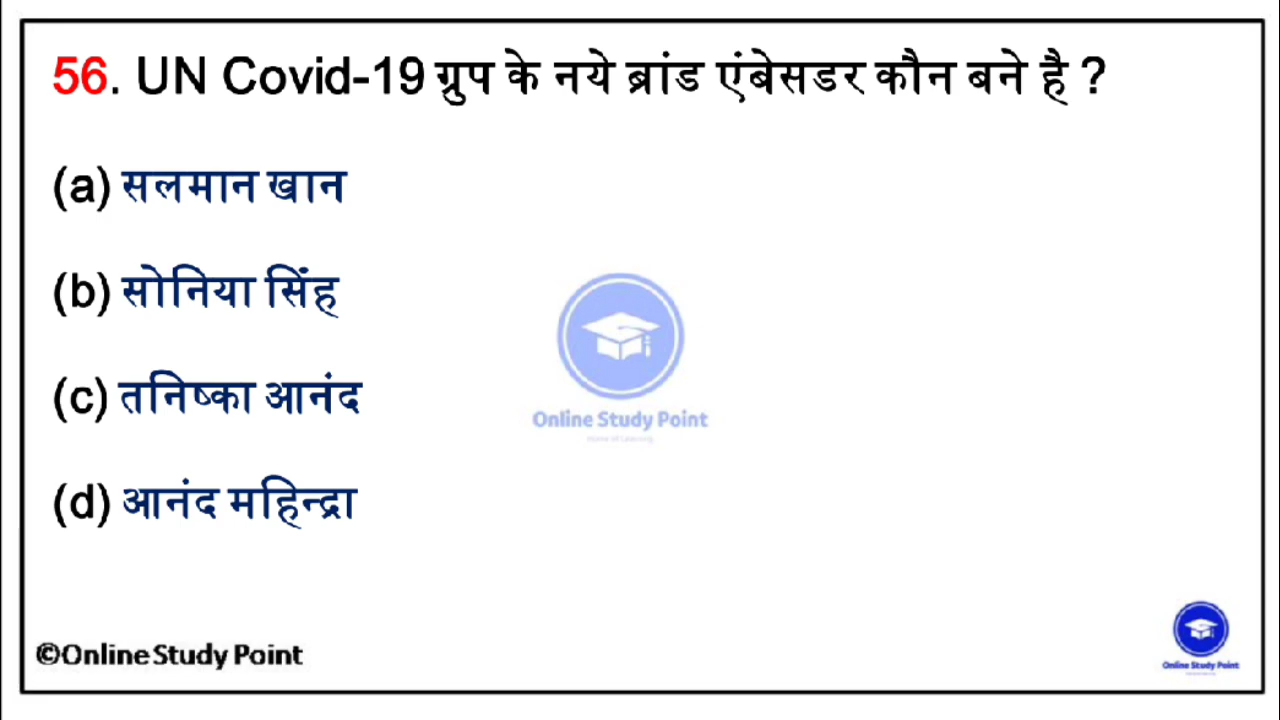 56. UN Covid-19 ग्रुप के नये ब्रांड एंबेसडर कौन बने है ?
(a) सलमान खान
(b) सोनिया सिंह
(c) तनिष्का आनंद
(d) आनंद महिन्द्रा
Online Study Point
©Online Study Point
Online Study Point